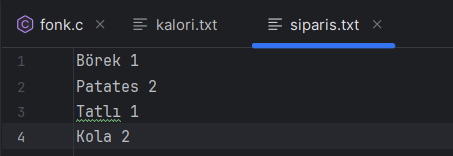 fonk.c kalori.txt siparis.txt
1 Börek 1
2 Patates 2
3 Tatlı 1
4 Kola 2